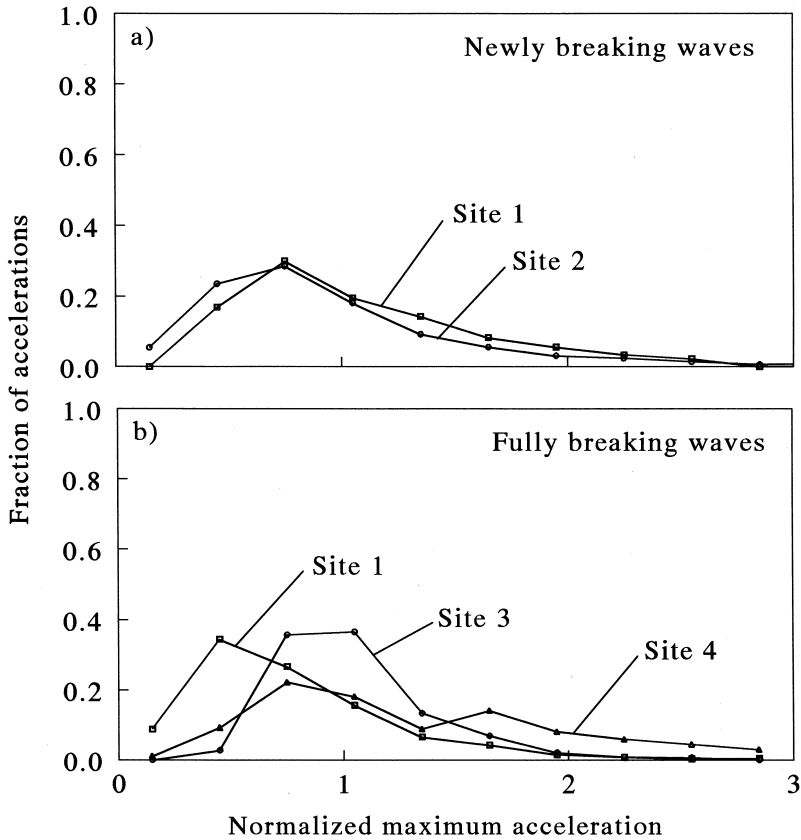 a)
Newly breaking waves
1.0
0.8
0.6
0.4
0.2
0.0
Site 1
Site 2
Fraction of accelerations
b)
Fully breaking waves
1.0
0.8
0.6
0.4
0.2
0.0
Site 1
Site 3
Site 4
0 1 2 3
Normalized maximum acceleration